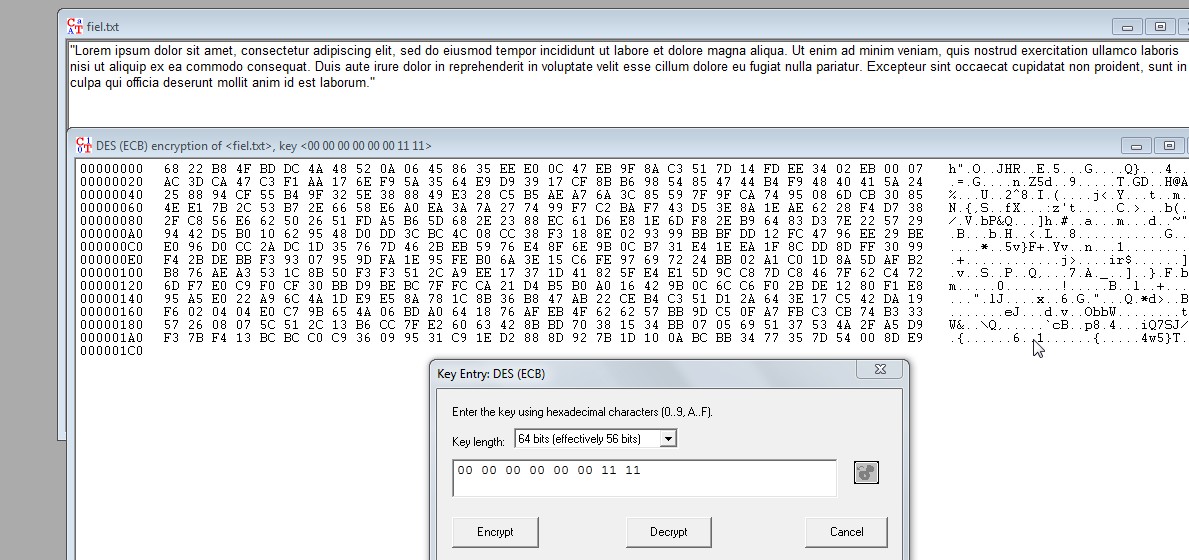 fiel.txt
"Lorem ipsum dolor sit amet, consectetur adipiscing elit, sed do eiusmod tempor incididunt ut labore et dolore magna aliqua. Ut enim ad minim veniam, quis nostrud exercitation ullamco laboris
nisi ut aliquip ex ea commodo consequat. Duis aute irure dolor in reprehenderit in voluptate velit esse cillum dolore eu fugiat nulla pariatur. Excepteur sint occaecat cupidatat non proident, sunt in
culpa qui officia deserunt mollit anim id est laborum."
DES (ECB) encryption of <fiel.txt>, key <00 00 00 00 00 00 11 11>
00000000 68 22 B8 4F BD DC 4A 48 52 0A 06 45 86 35 EE E0 0C 47 EB 9F 8A C3 51 7D 14 FD EE 34 02 EB 00 07 h".O..JHR..E.5...G....Q}...4....
00000020 AC 3D CA 47 C3 F1 AA 17 6E F9 5A 35 64 E9 D9 39 17 CF 8B B6 98 54 85 47 44 B4 F9 48 40 41 5A 24 .=.G....n.Z5d..9.....T.GD..H@A
00000040 25 88 94 CF 55 B4 9F 32 5E 38 88 49 E3 28 C5 B5 AE A7 6A 3C 85 59 7F 9F CA 74 95 08 6D CB 30 85 %...U..2^8.I.(....j<.Y...t..m.
00000060 4E E1 7B 2C 53 B7 2E 66 58 E6 A0 EA 3A 7A 27 74 99 F7 C2 BA F7 43 D5 3E 8A 1E AE 62 28 F4 D7 38 N.{,S..fX...:z't.....C.>...b(.
00000080 2F C8 56 E6 62 50 26 51 FD A5 B6 5D 68 2E 23 88 EC 61 D6 E8 1E 6D F8 2E B9 64 83 D3 7E 22 57 29 /.V.bP&Q...]h.#..a...m...d..~"
000000A0 94 42 D5 B0 10 62 95 48 D0 DD 3C BC 4C 08 CC 38 F3 18 8E 02 93 99 BB BF DD 12 FC 47 96 EE 29 BE .B...b.H..<.L..8...........G..
000000C0 E0 96 D0 CC 2A DC 1D 35 76 7D 46 2B EB 59 76 E4 8F 6E 9B 0C B7 31 E4 1E EA 1F 8C DD 8D FF 30 99 ....*..5v}F+.Yv..n...1........
000000E0 F4 2B DE BB F3 93 07 95 9D FA 1E 95 FE B0 6A 3E 15 C6 FE 97 69 72 24 BB 02 A1 C0 1D 8A 5D AF B2 .+............j>....ir$......]
00000100 B8 76 AE A3 53 1C 8B 50 F3 F3 51 2C A9 EE 17 37 1D 41 82 5F E4 E1 5D 9C C8 7D C8 46 7F 62 C4 72 .v..S..P..Q,...7.A._..]..}.F.b
00000120 6D F7 E0 C9 F0 CF 30 BB D9 BE BC 7F FC CA 21 D4 B5 B0 A0 16 42 9B 0C 6C C6 F0 2B DE 12 80 F1 E8 m.....0.......!.....B..l..+...
00000140 95 A5 E0 22 A9 6C 4A 1D E9 E5 8A 78 1C 8B 36 B8 47 AB 22 CE B4 C3 51 D1 2A 64 3E 17 C5 42 DA 19 ...".lJ....x..6.G."...Q.*d>..B
00000160 F6 02 04 04 E0 C7 9B 65 4A 06 BD A0 64 18 76 AF EB 4F 62 62 57 BB 9D C5 0F A7 FB C3 CB 74 B3 33 .......eJ...d.v..ObbW........t
00000180 57 26 08 07 5C 51 2C 13 B6 CC 7F E2 60 63 42 8B BD 70 38 15 34 BB 07 05 69 51 37 53 4A 2F A5 D9 W&..\Q,.....`cB..p8.4...iQ7SJ/
000001A0 F3 7B F4 13 BC BC C0 C9 36 09 95 31 C9 1E D2 88 8D 92 7B 1D 10 0A BC BB 34 77 35 7D 54 00 8D E9 .{......6..1......{.....4w5}T.
000001C0
Key Entry: DES (ECB)
Enter the key using hexadecimal characters (0..9, A..F).
Key length: 64 bits (effectively 56 bits)
00 00 00 00 00 00 11 11
Encrypt Decrypt Cancel